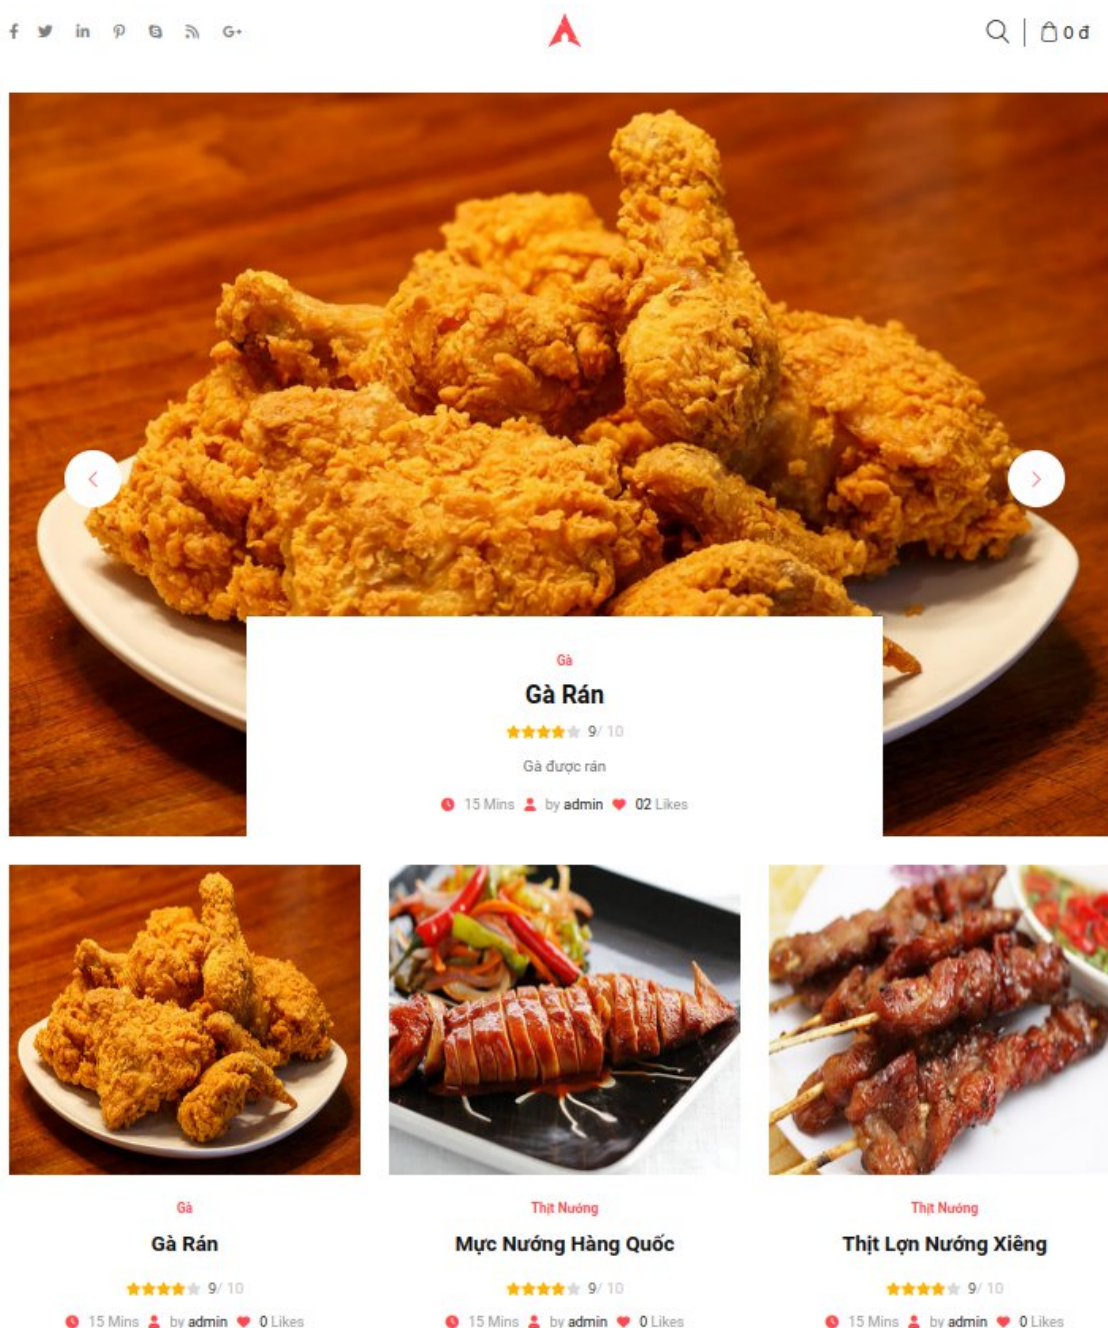 0 đ
Gà
Gà Rán
9/ 10
Gà được rán
15 Mins by admin 02 Likes
Gà
Gà Rán
9/ 10
15 Mins by admin 0 Likes
Thịt Nướng
Mực Nướng Hàng Quốc
9/ 10
15 Mins by admin 0 Likes
Thịt Nướng
Thịt Lợn Nướng Xiêng
9/ 10
15 Mins by admin 0 Likes